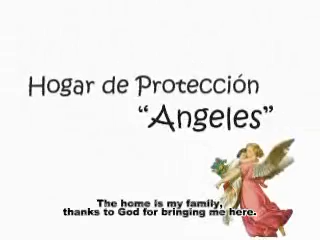 Hogar de Protección
“Angeles”
The home is my family,
thanks to God for bringing me here.